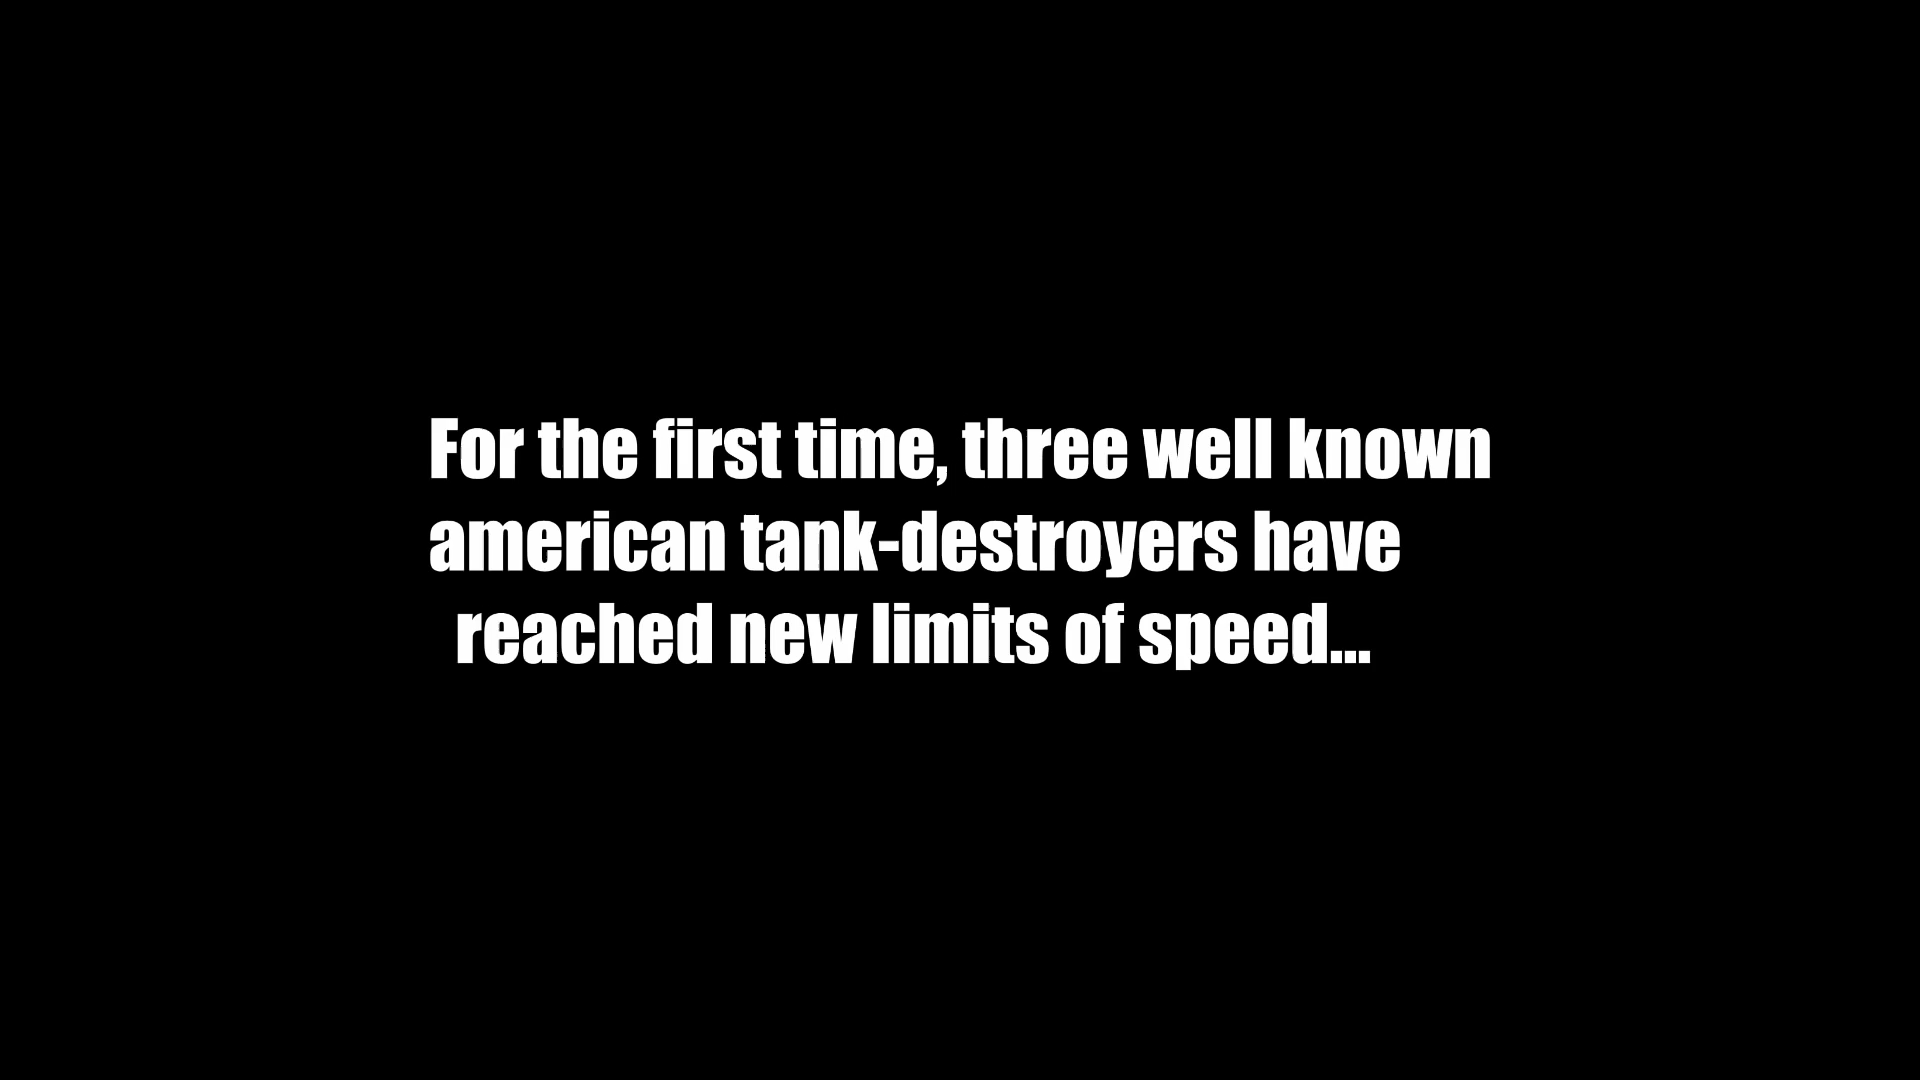 For the first time, three well known
american tank-destroyers have
reached new limits of speed...